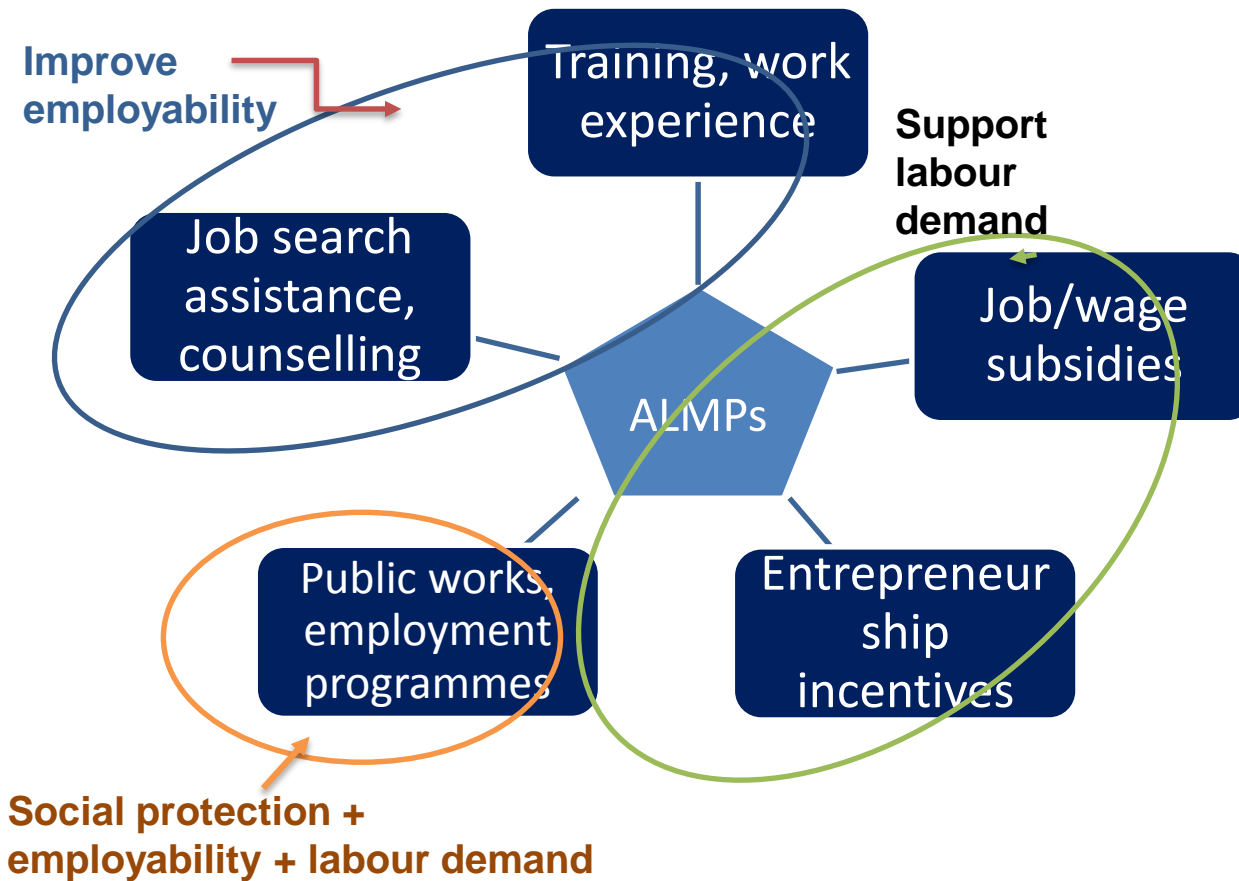 Improve
employability
Training, work
experience
Support
labour
demand
Job search
assistance,
counselling
Job/wage
subsidies
ALMPs
Public works,
employment
programmes
Entrepreneur
ship
incentives
Social protection +
employability + labour demand